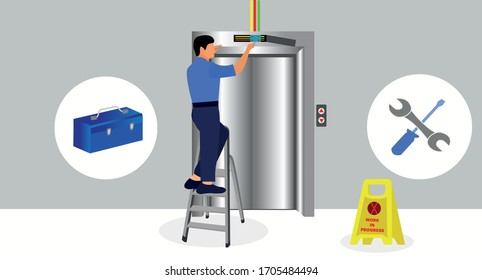 WORK
IN
PROGRESS
shutterstock.com · 1705484494